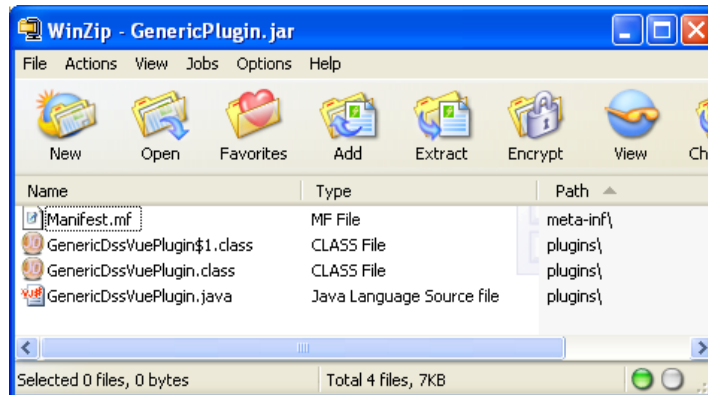 WinZip - GenericPlugin.jar
File Actions View Jobs Options Help
New Open Favorites Add Extract Encrypt View Ch
Name Type Path
Manifest.mf MF File meta-inf\
GenericDssVuePlugin$1.class CLASS File plugins\
GenericDssVuePlugin.class CLASS File plugins\
GenericDssVuePlugin.java Java Language Source file plugins\
Selected 0 files, 0 bytes Total 4 files, 7KB